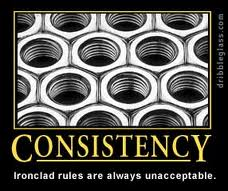 dribbleglass.com
CONSISTENCY
Ironclad rules are always unacceptable.